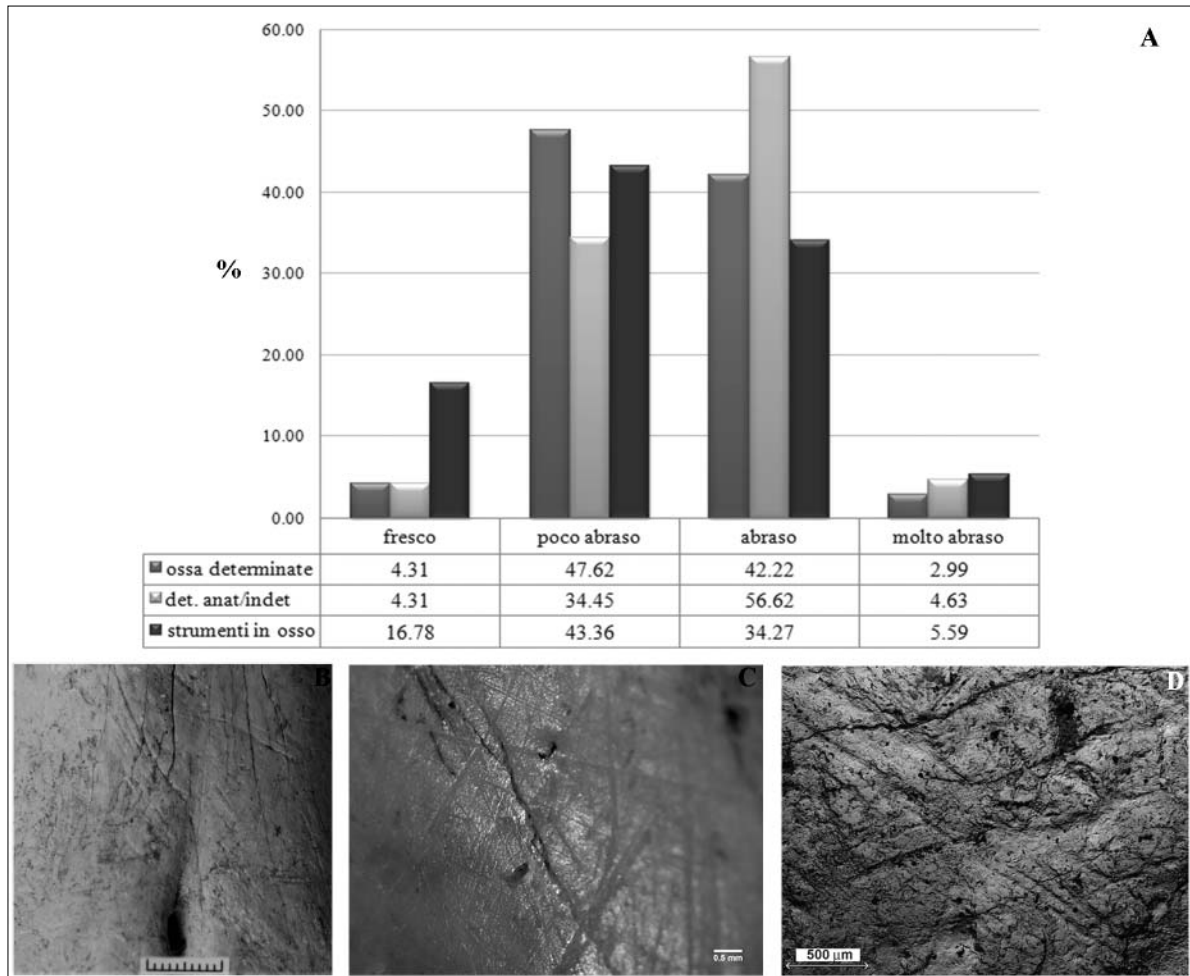 A
60.00
50.00
40.00
%
30.00
20.00
10.00
0.00
fresco poco abraso abraso molto abraso
ossa determinate 4.31 47.62 42.22 2.99
det. anat/indet 4.31 34.45 56.62 4.63
strumenti in osso 16.78 43.36 34.27 5.59
B C D
0.5 mm
500 µm